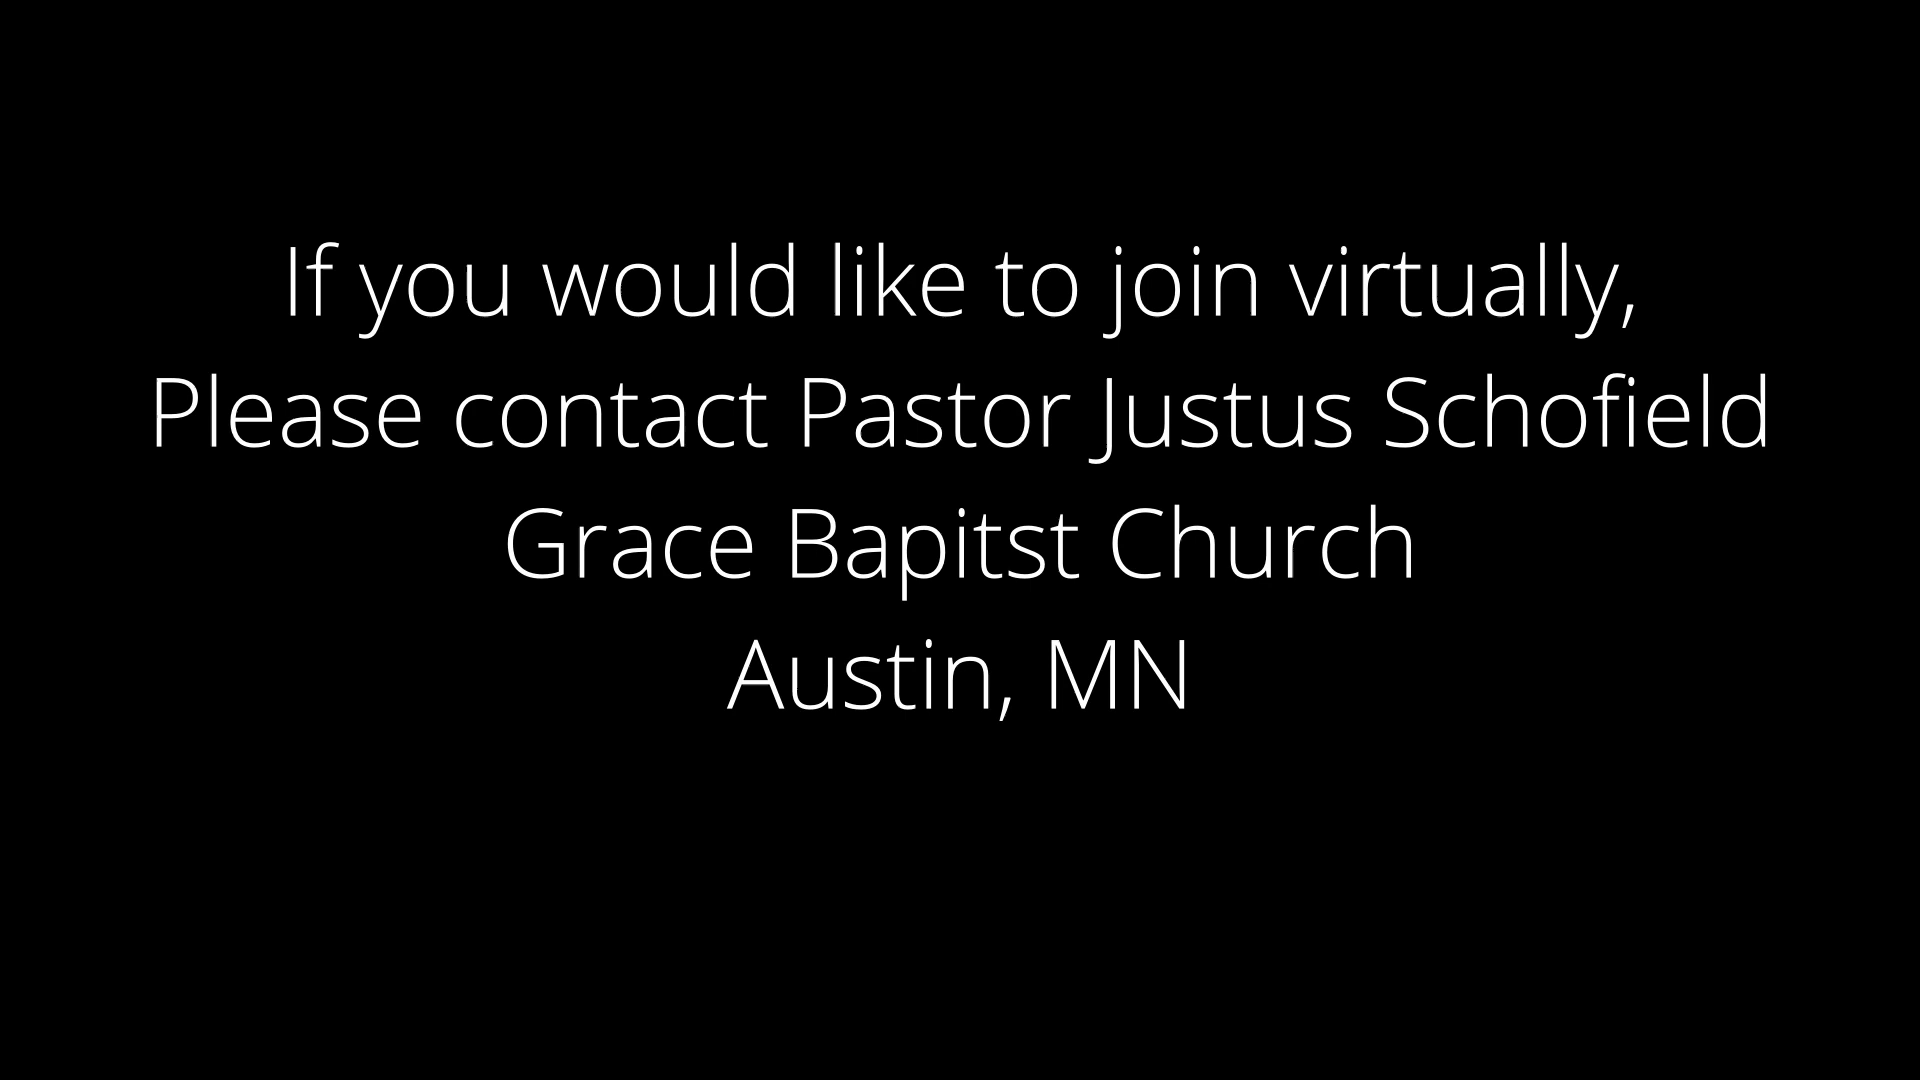 If you would like to join virtually,
Please contact Pastor Justus Schofield
Grace Bapitst Church
Austin, MN